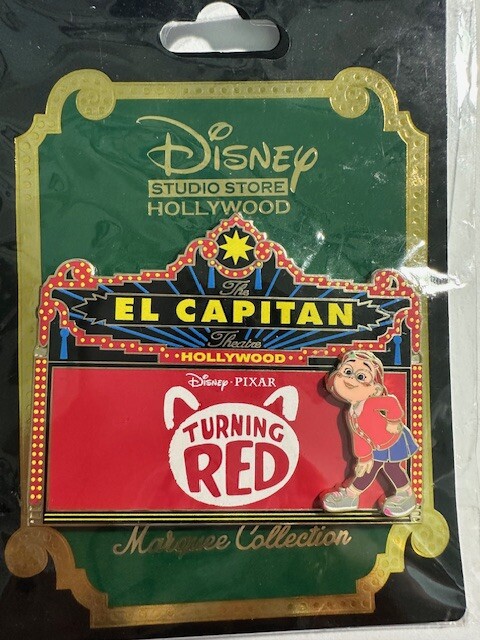 Disney
STUDIO STORE
HOLLYWOOD
The
EL CAPITAN
Theatre
HOLLYWOOD
Disney · PIXAR
TURNING
RED
Marquee Collection